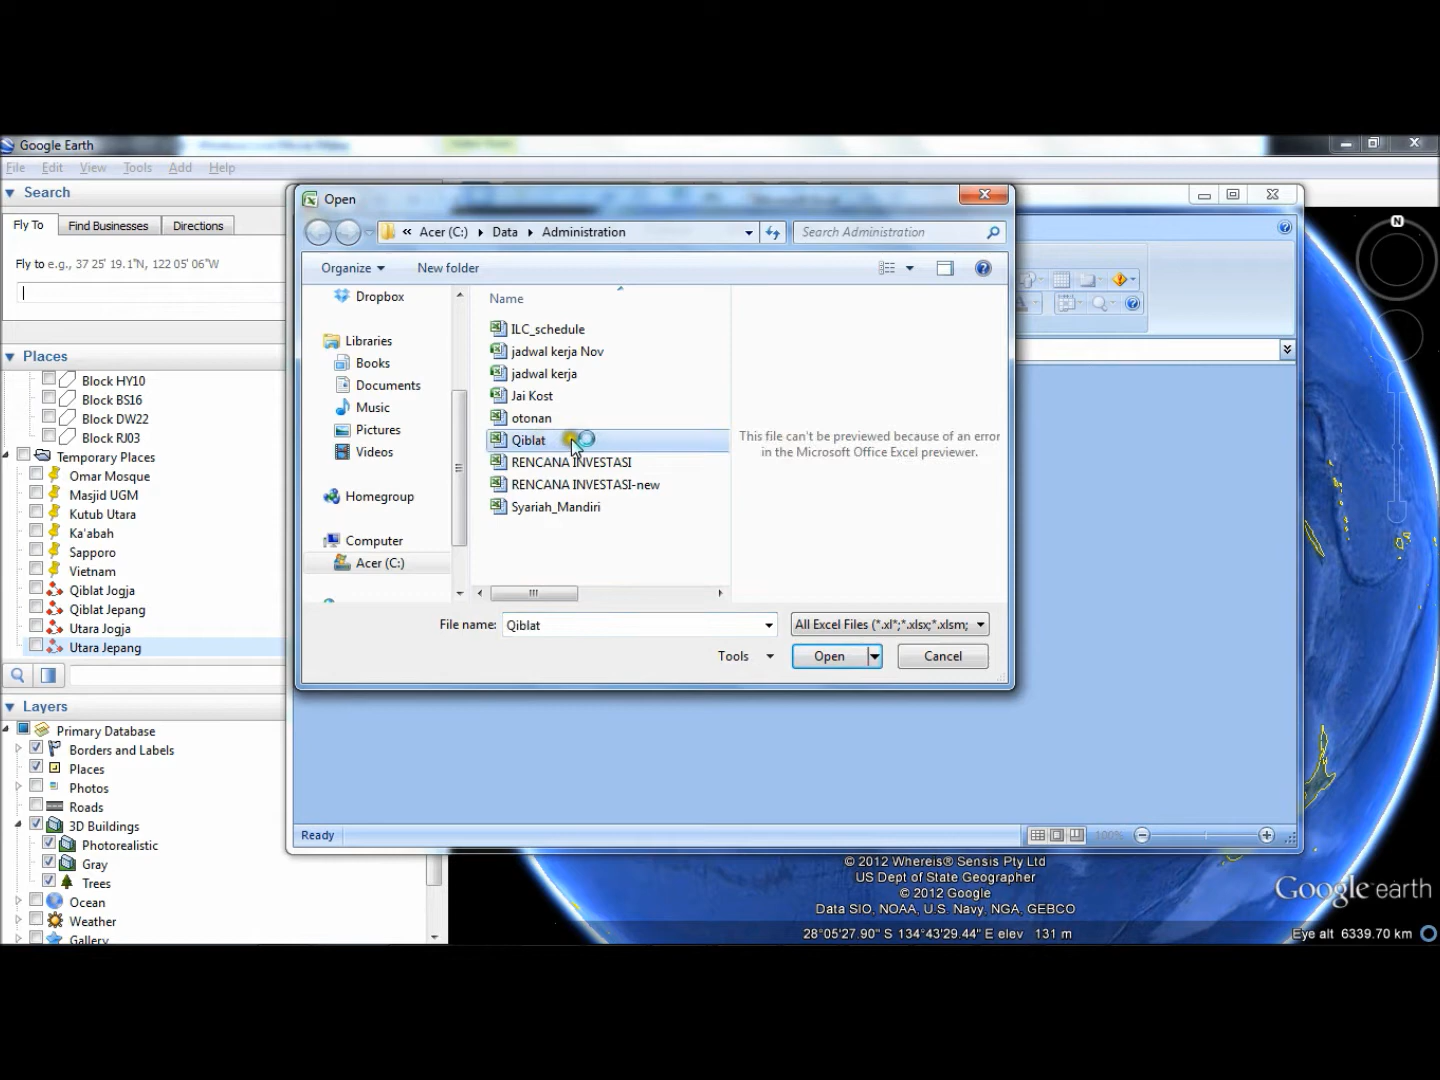 Google Earth
File Edit View Tools Add Help
Search
Fly To Find Businesses Directions
Fly to e.g., 37 25' 19.1"N, 122 05' 06"W
Places
Block HY10
Block BS16
Block DW22
Block RJ03
Temporary Places
Omar Mosque
Masjid UGM
Kutub Utara
Ka'abah
Sapporo
Vietnam
Qiblat Jogja
Qiblat Jepang
Utara Jogja
Utara Jepang
Layers
Primary Database
Borders and Labels
Places
Photos
Roads
3D Buildings
Photorealistic
Gray
Trees
Ocean
Weather
Gallery
Open
« Acer (C:) Data Administration
Search Administration
Organize New folder
Dropbox
Libraries
Books
Documents
Music
Pictures
Videos
Homegroup
Computer
Acer (C:)
Name
ILC_schedule
jadwal kerja Nov
jadwal kerja
Jai Kost
otonan
Qiblat
RENCANA INVESTASI
RENCANA INVESTASI-new
Syariah_Mandiri
This file can't be previewed because of an error
in the Microsoft Office Excel previewer.
File name: Qiblat
All Excel Files (*.xl*;*.xlsx;*.xlsm;
Tools Open Cancel
Ready
100%
N
© 2012 Whereis® Sensis Pty Ltd
US Dept of State Geographer
© 2012 Google
Data SIO, NOAA, U.S. Navy, NGA, GEBCO
Google earth
28°05'27.90" S 134°43'29.44" E elev 131 m
Eye alt 6339.70 km